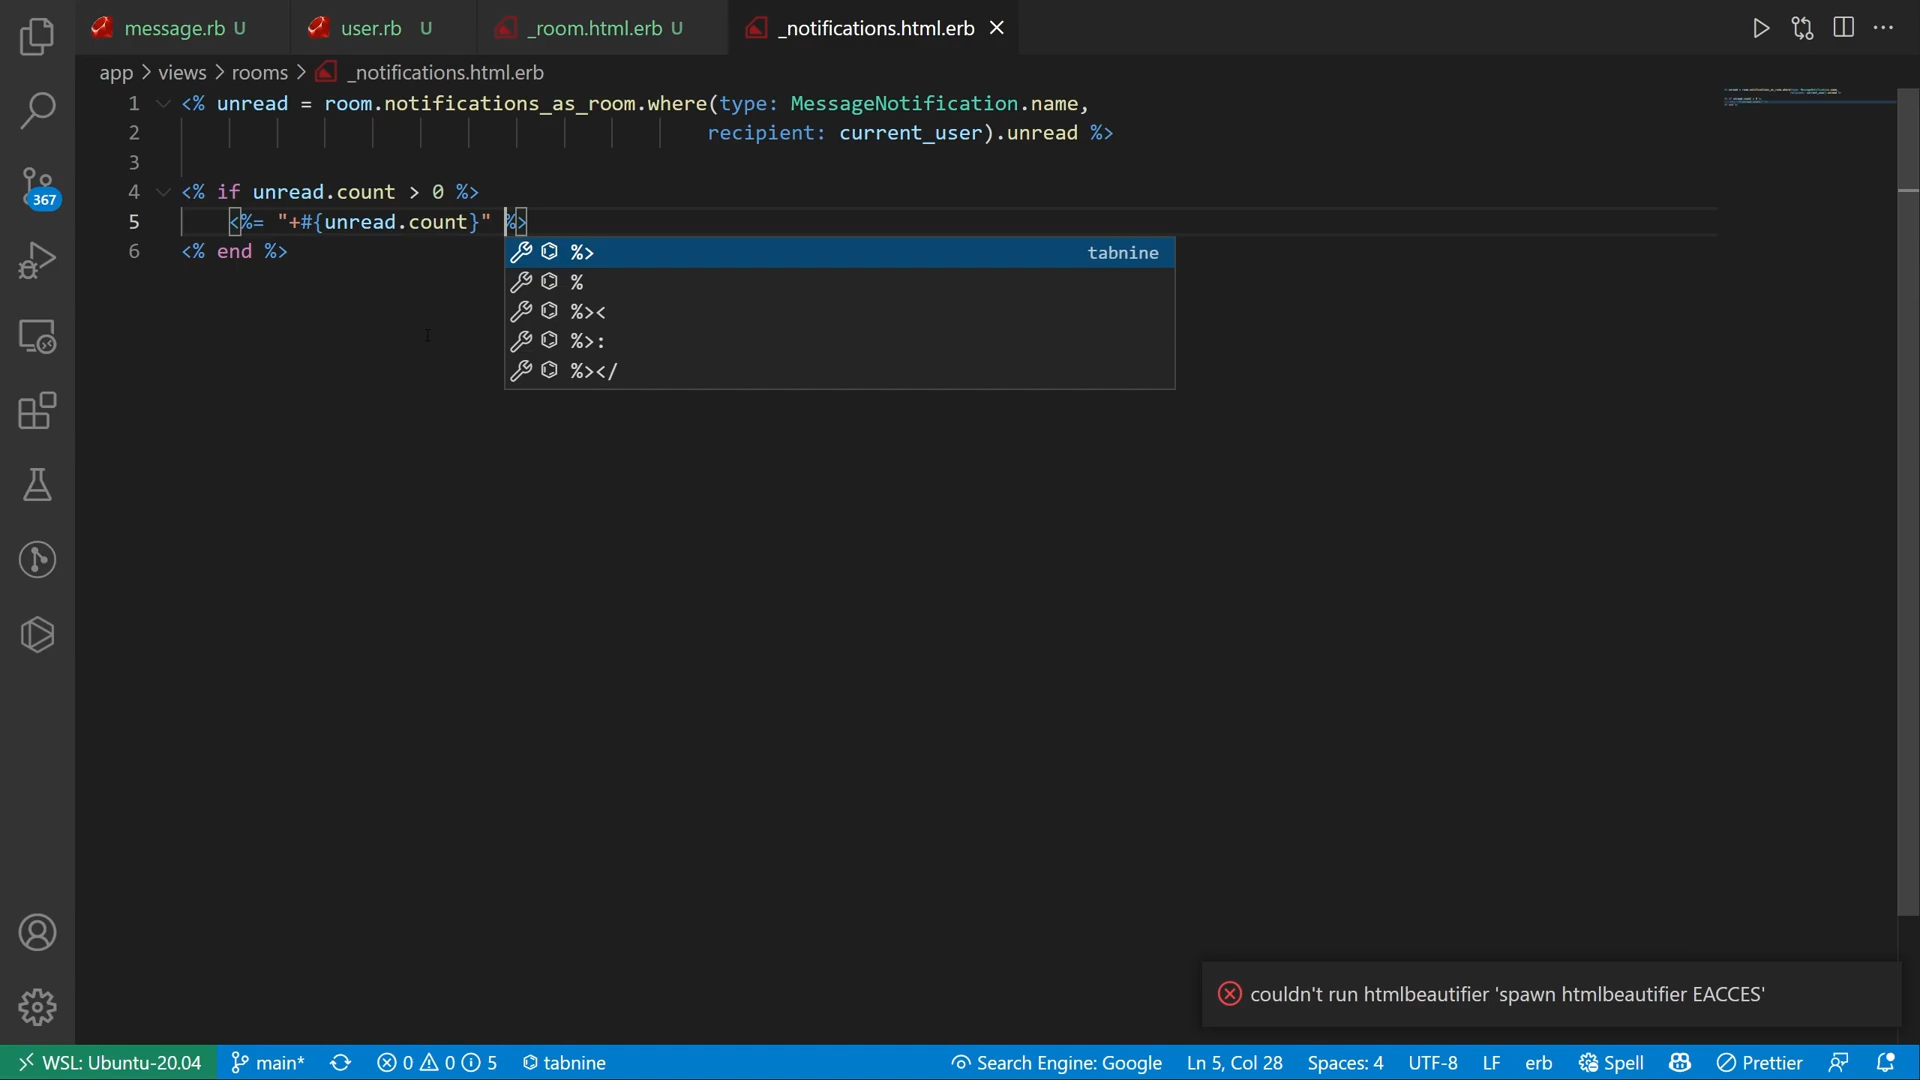 message.rb U user.rb U _room.html.erb U _notifications.html.erb
app > views > rooms > _notifications.html.erb
1 <% unread = room.notifications_as_room.where(type: MessageNotification.name,
2 recipient: current_user).unread %>
3
4 <% if unread.count > 0 %>
5 <%= "+#{unread.count}" %>
6 <% end %>
%> tabnine
%
%><
%>:
%></
367
couldn't run htmlbeautifier 'spawn htmlbeautifier EACCES'
WSL: Ubuntu-20.04 main* 0 0 5 tabnine Search Engine: Google Ln 5, Col 28 Spaces: 4 UTF-8 LF erb Spell Prettier